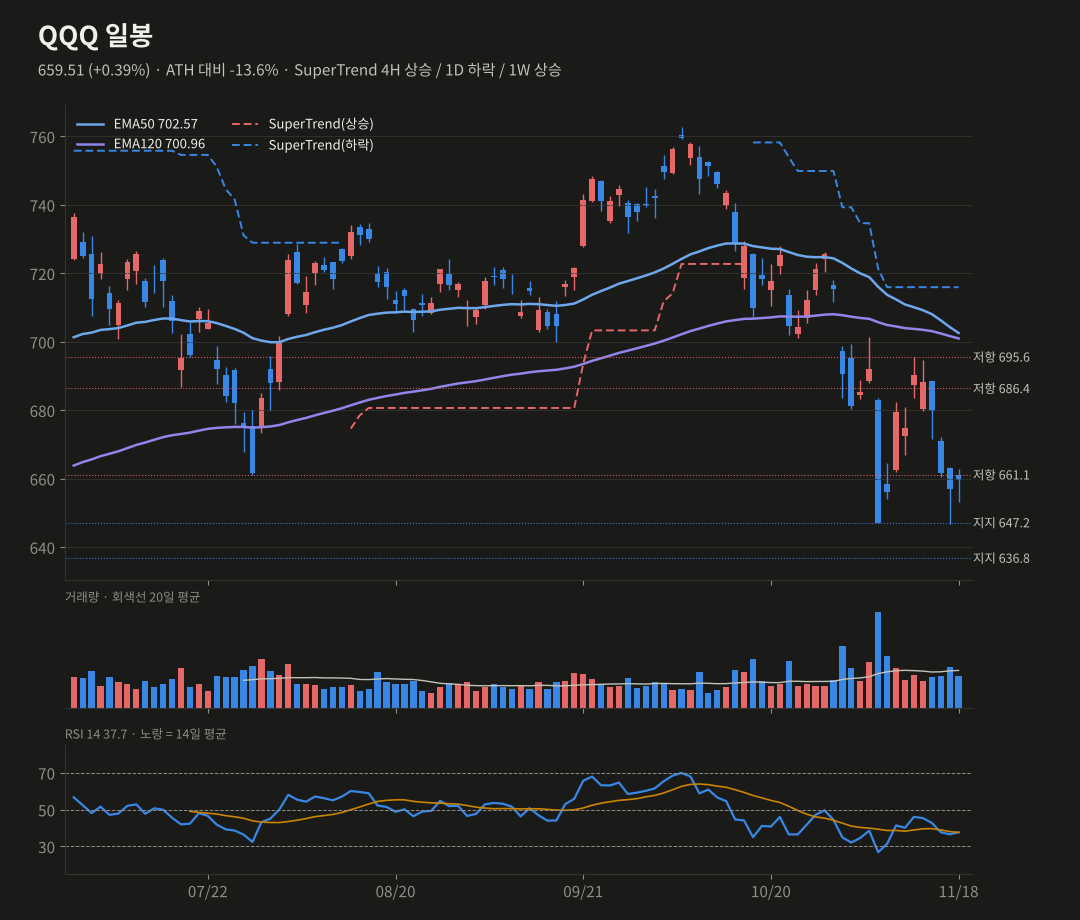 QQQ 일봉
659.51 (+0.39%) · ATH 대비 -13.6% · SuperTrend 4H 상승 / 1D 하락 / 1W 상승
EMA50 702.57
SuperTrend(상승)
EMA120 700.96
SuperTrend(하락)
760
740
720
700
680
660
640
저항 695.6
저항 686.4
저항 661.1
지지 647.2
지지 636.8
거래량 · 회색선 20일 평균
RSI 14 37.7 · 노랑 = 14일 평균
70
50
30
07/22
08/20
09/21
10/20
11/18